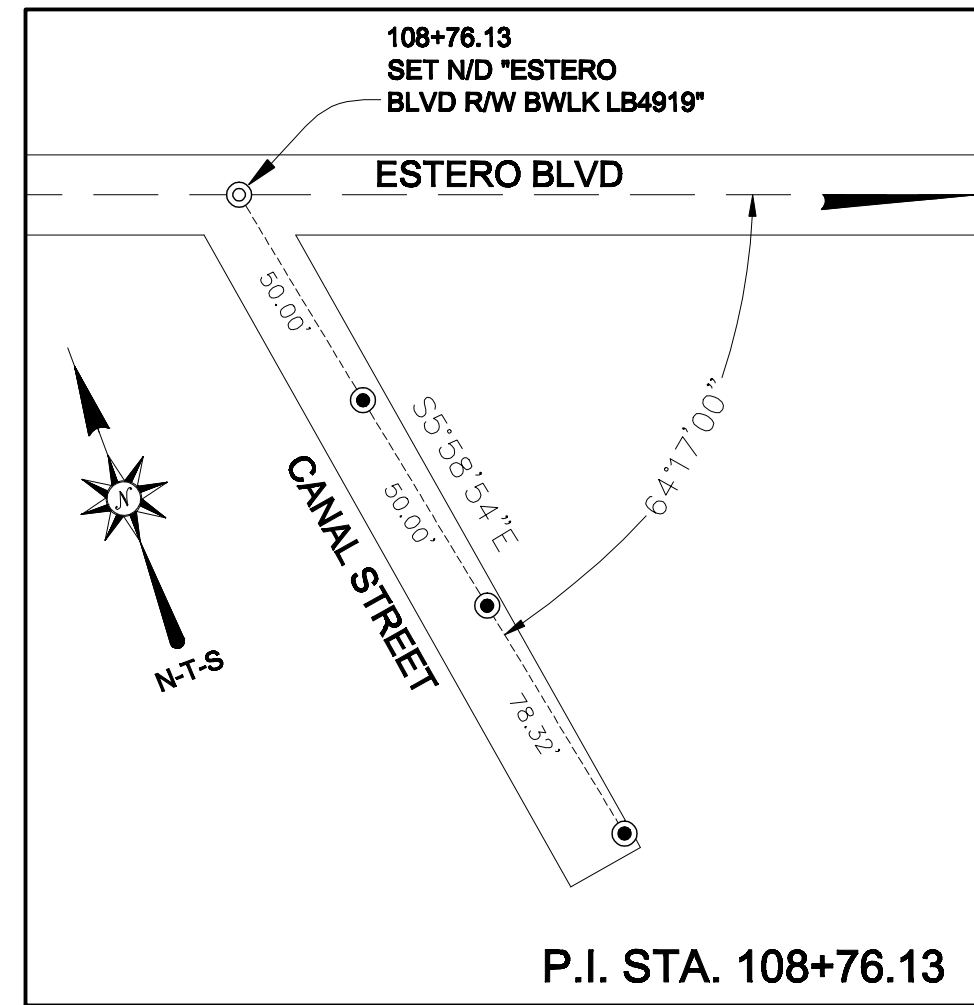 108+76.13
SET N/D "ESTERO
BLVD R/W BWLK LB4919"
ESTERO BLVD
50.00'
S5°58'54"E
64°17'00"
50.00'
CANAL STREET
N
N-T-S
78.32'
P.I. STA. 108+76.13